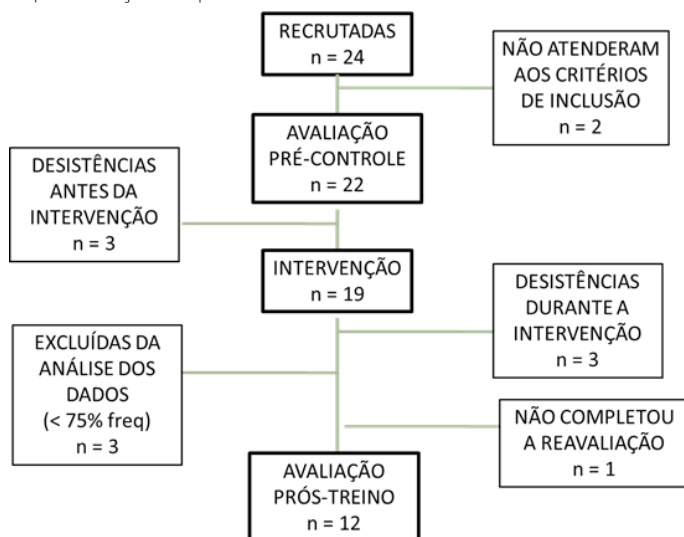 RECRUTADAS
n = 24
NÃO ATENDERAM
AOS CRITÉRIOS
DE INCLUSÃO
n = 2
AVALIAÇÃO
PRÉ-CONTROLE
n = 22
DESISTÊNCIAS
ANTES DA
INTERVENÇÃO
n = 3
INTERVENÇÃO
n = 19
DESISTÊNCIAS
DURANTE A
INTERVENÇÃO
n = 3
EXCLUÍDAS DA
ANÁLISE DOS
DADOS
(< 75% freq)
n = 3
NÃO COMPLETOU
A REAVALIAÇÃO
n = 1
AVALIAÇÃO
PRÓS-TREINO
n = 12